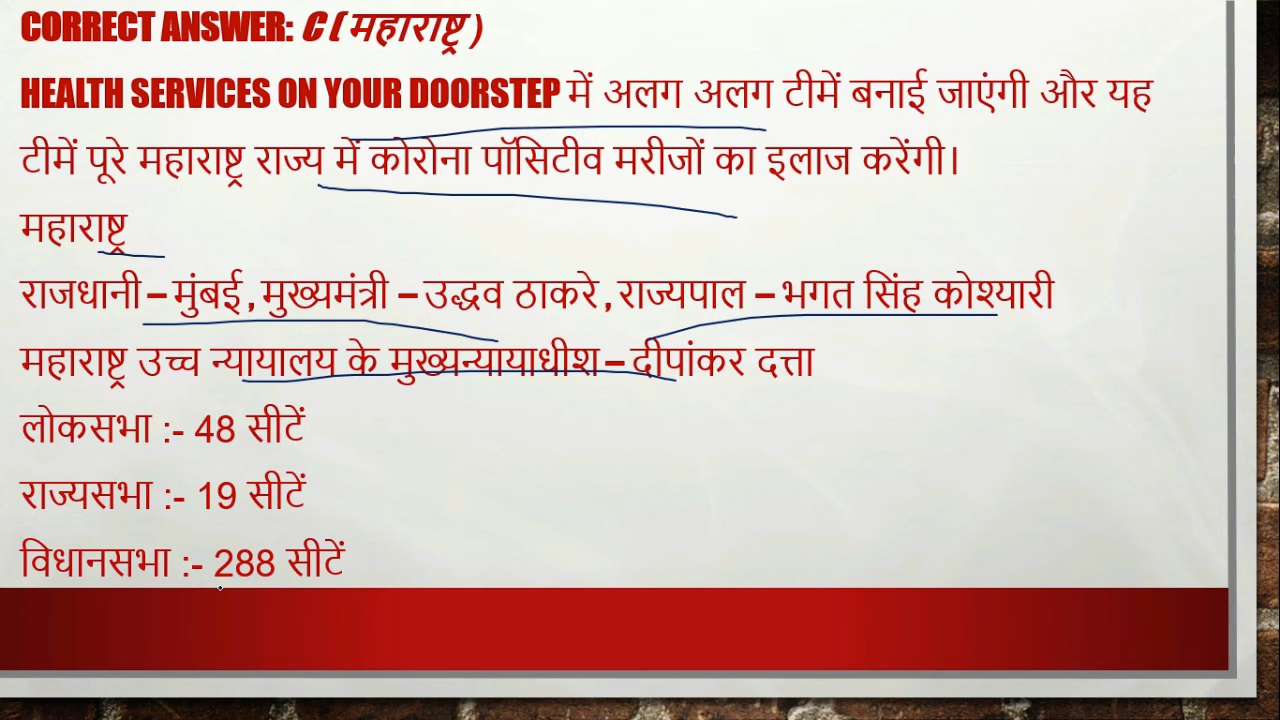 CORRECT ANSWER: C ( महाराष्ट्र )
HEALTH SERVICES ON YOUR DOORSTEP में अलग अलग टीमें बनाई जाएंगी और यह
टीमें पूरे महाराष्ट्र राज्य में कोरोना पॉसिटीव मरीजों का इलाज करेंगी।
महाराष्ट्र
राजधानी – मुंबई , मुख्यमंत्री – उद्धव ठाकरे , राज्यपाल – भगत सिंह कोश्यारी
महाराष्ट्र उच्च न्यायालय के मुख्यन्यायाधीश – दीपांकर दत्ता
लोकसभा :- 48 सीटें
राज्यसभा :- 19 सीटें
विधानसभा :- 288 सीटें